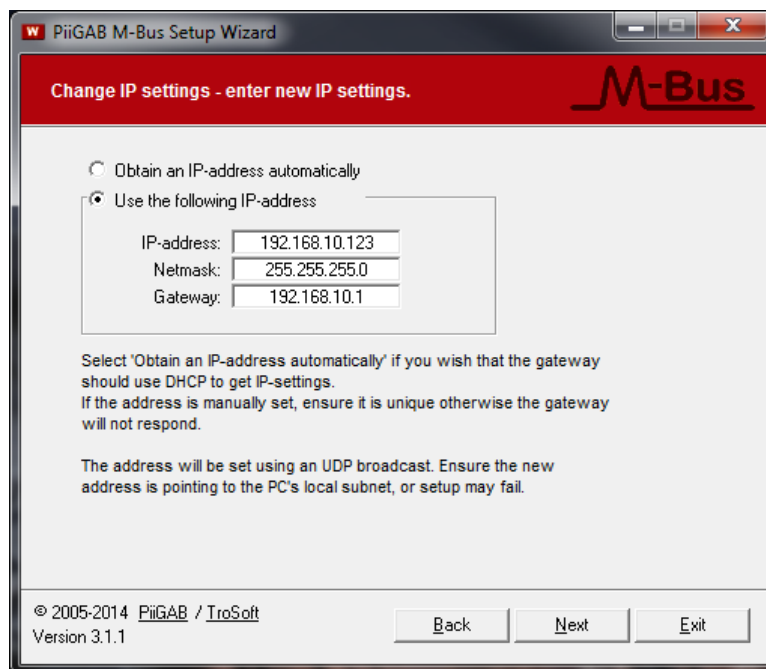 W PiiGAB M-Bus Setup Wizard
Change IP settings - enter new IP settings.
M-Bus
Obtain an IP-address automatically
Use the following IP-address
IP-address: 192.168.10.123
Netmask: 255.255.255.0
Gateway: 192.168.10.1
Select 'Obtain an IP-address automatically' if you wish that the gateway
should use DHCP to get IP-settings.
If the address is manually set, ensure it is unique otherwise the gateway
will not respond.
The address will be set using an UDP broadcast. Ensure the new
address is pointing to the PC's local subnet, or setup may fail.
© 2005-2014 PiiGAB / TroSoft
Version 3.1.1
Back Next Exit